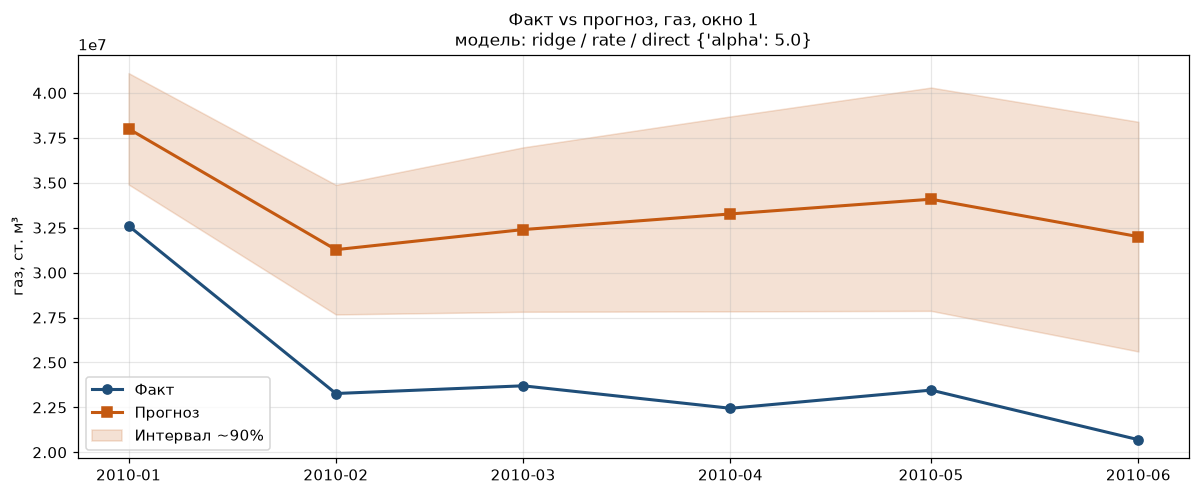 Факт vs прогноз, газ, окно 1
модель: ridge / rate / direct {'alpha': 5.0}
1e7
4.00
3.75
3.50
3.25
3.00
2.75
2.50
2.25
2.00
газ, ст. м³
Факт
Прогноз
Интервал ~90%
2010-01
2010-02
2010-03
2010-04
2010-05
2010-06